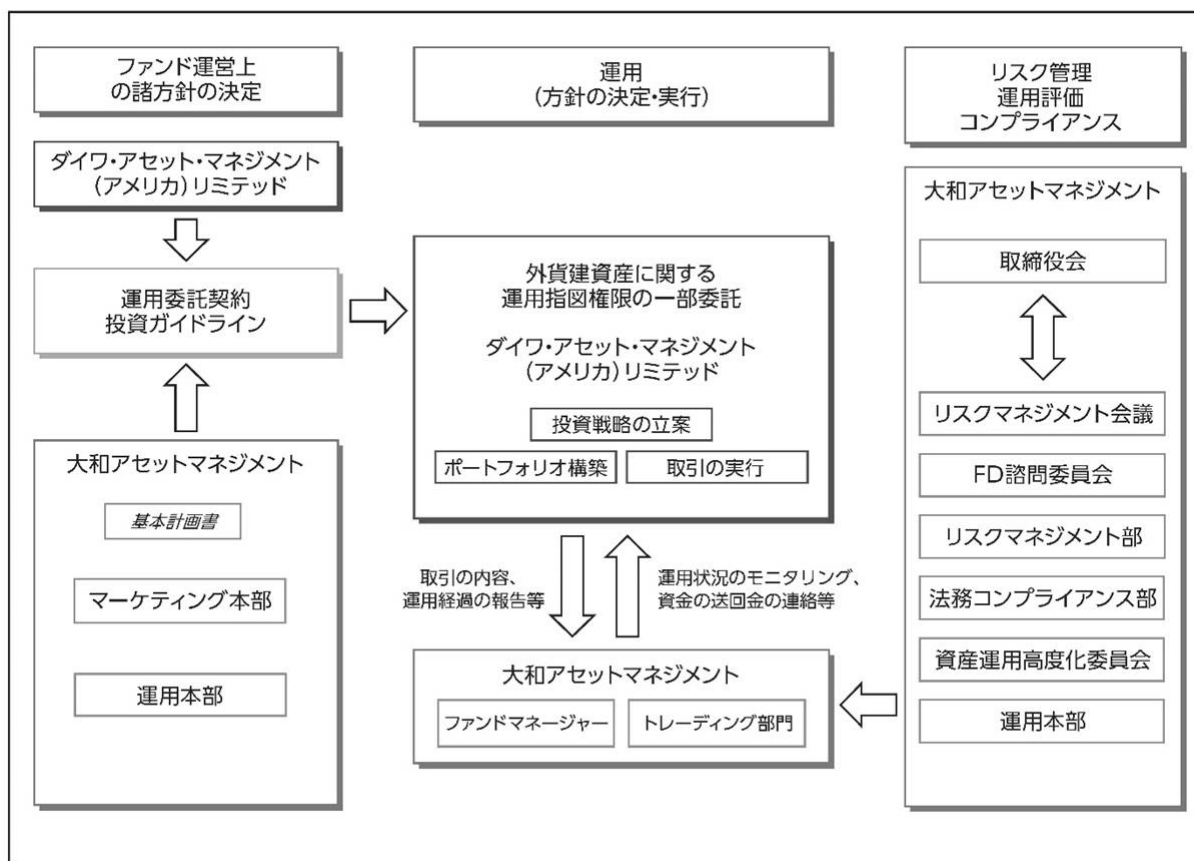 ファンド運営上
の諸方針の決定
ダイワ・アセット・マネジメント
（アメリカ）リミテッド
運用委託契約
投資ガイドライン
大和アセットマネジメント
基本計画書
マーケティング本部
運用本部
運用
（方針の決定・実行）
外貨建資産に関する
運用指図権限の一部委託
ダイワ・アセット・マネジメント
（アメリカ）リミテッド
投資戦略の立案
ポートフォリオ構築
取引の実行
取引の内容、
運用経過の報告等
運用状況のモニタリング、
資金の送回金の連絡等
大和アセットマネジメント
ファンドマネージャー
トレーディング部門
リスク管理
運用評価
コンプライアンス
大和アセットマネジメント
取締役会
リスクマネジメント会議
FD諮問委員会
リスクマネジメント部
法務コンプライアンス部
資産運用高度化委員会
運用本部